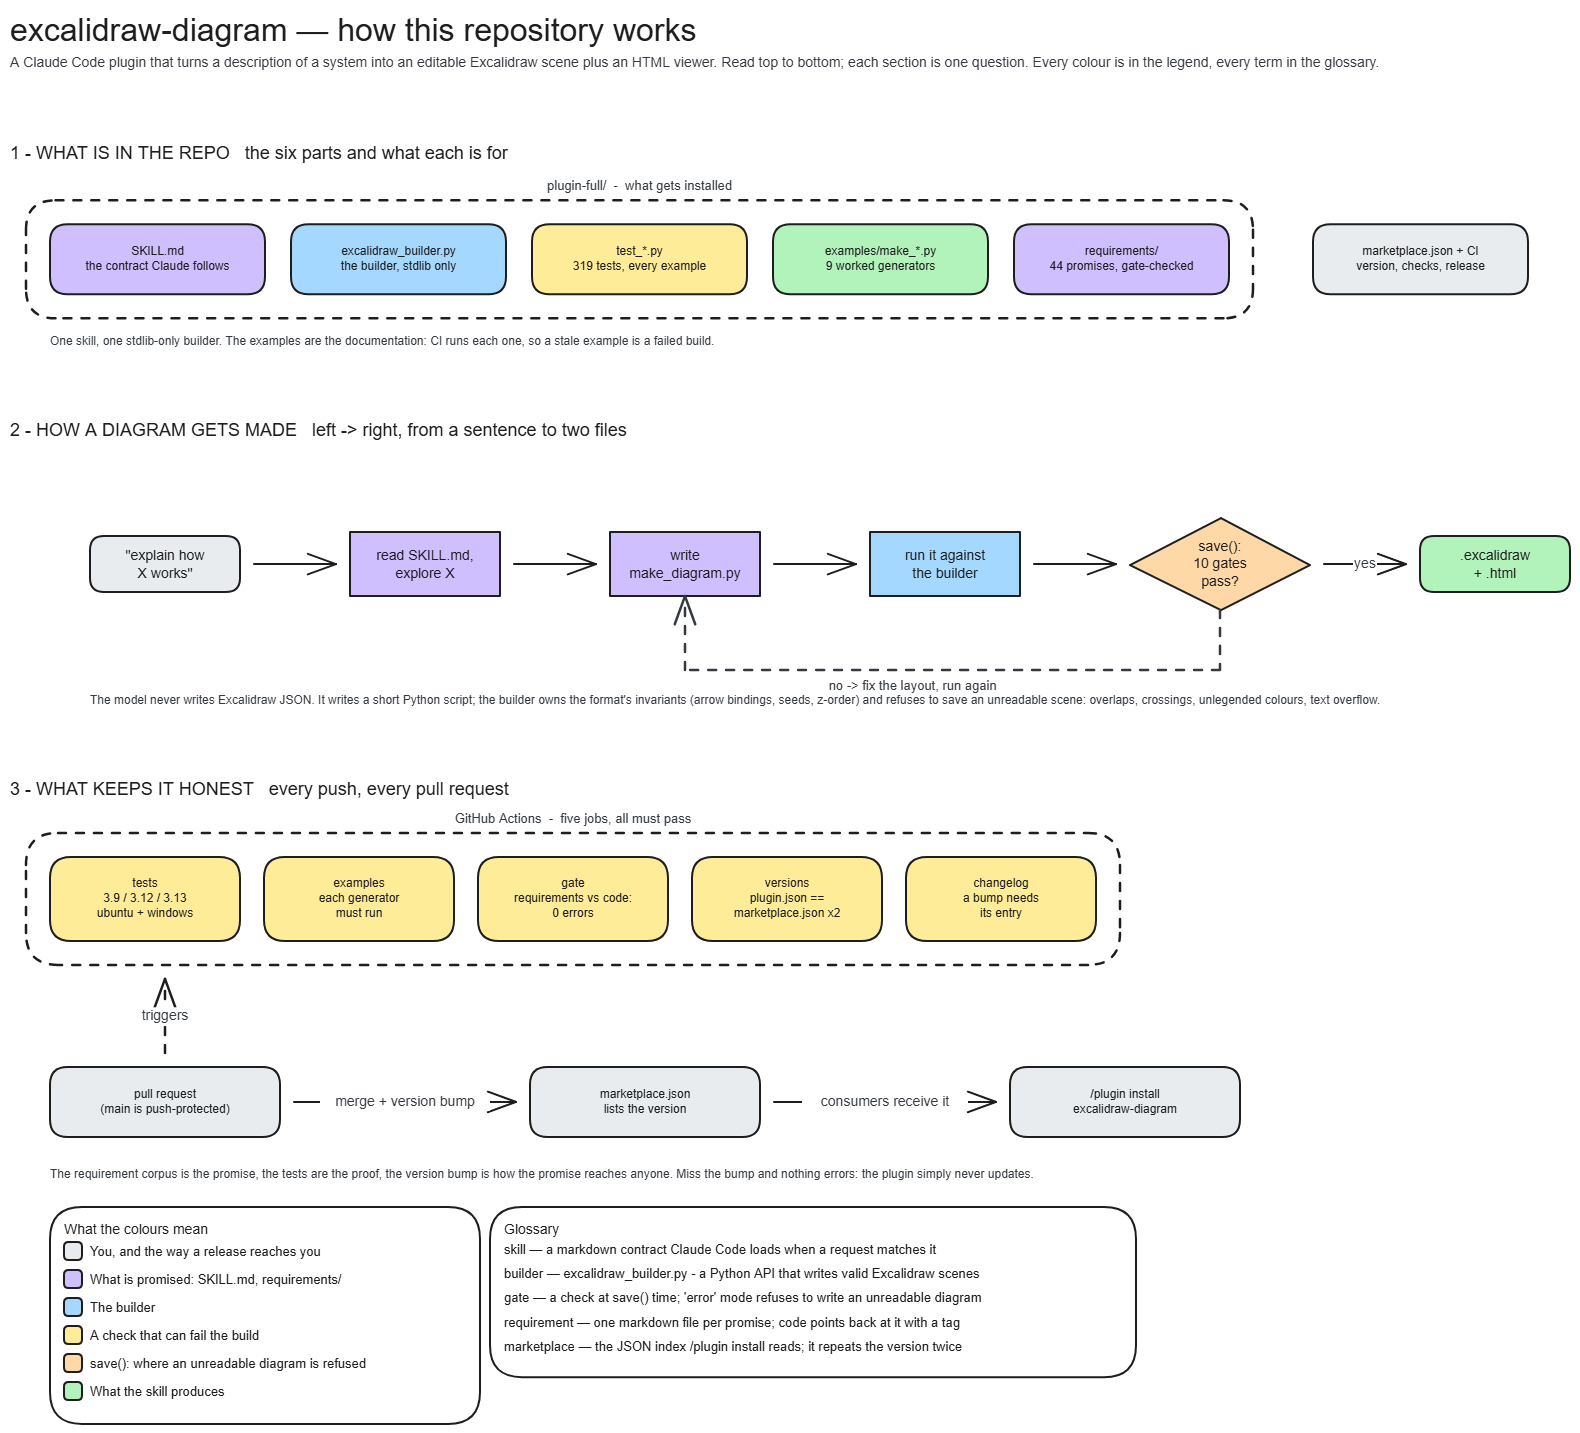 excalidraw-diagram — how this repository works
A Claude Code plugin that turns a description of a system into an editable Excalidraw scene plus an HTML viewer. Read top to bottom; each section is one question. Every colour is in the legend, every term in the glossary.
1 - WHAT IS IN THE REPO   the six parts and what each is for
plugin-full/  -  what gets installed
SKILL.md
the contract Claude follows
excalidraw_builder.py
the builder, stdlib only
test_*.py
319 tests, every example
examples/make_*.py
9 worked generators
requirements/
44 promises, gate-checked
marketplace.json + CI
version, checks, release
One skill, one stdlib-only builder. The examples are the documentation: CI runs each one, so a stale example is a failed build.
2 - HOW A DIAGRAM GETS MADE   left -> right, from a sentence to two files
"explain how
X works"
read SKILL.md,
explore X
write
make_diagram.py
run it against
the builder
save():
10 gates
pass?
yes
.excalidraw
+ .html
no -> fix the layout, run again
The model never writes Excalidraw JSON. It writes a short Python script; the builder owns the format's invariants (arrow bindings, seeds, z-order) and refuses to save an unreadable scene: overlaps, crossings, unlegended colours, text overflow.
3 - WHAT KEEPS IT HONEST   every push, every pull request
GitHub Actions  -  five jobs, all must pass
tests
3.9 / 3.12 / 3.13
ubuntu + windows
examples
each generator
must run
gate
requirements vs code:
0 errors
versions
plugin.json ==
marketplace.json x2
changelog
a bump needs
its entry
triggers
pull request
(main is push-protected)
merge + version bump
marketplace.json
lists the version
consumers receive it
/plugin install
excalidraw-diagram
The requirement corpus is the promise, the tests are the proof, the version bump is how the promise reaches anyone. Miss the bump and nothing errors: the plugin simply never updates.
What the colours mean
You, and the way a release reaches you
What is promised: SKILL.md, requirements/
The builder
A check that can fail the build
save(): where an unreadable diagram is refused
What the skill produces
Glossary
skill — a markdown contract Claude Code loads when a request matches it
builder — excalidraw_builder.py - a Python API that writes valid Excalidraw scenes
gate — a check at save() time; 'error' mode refuses to write an unreadable diagram
requirement — one markdown file per promise; code points back at it with a tag
marketplace — the JSON index /plugin install reads; it repeats the version twice